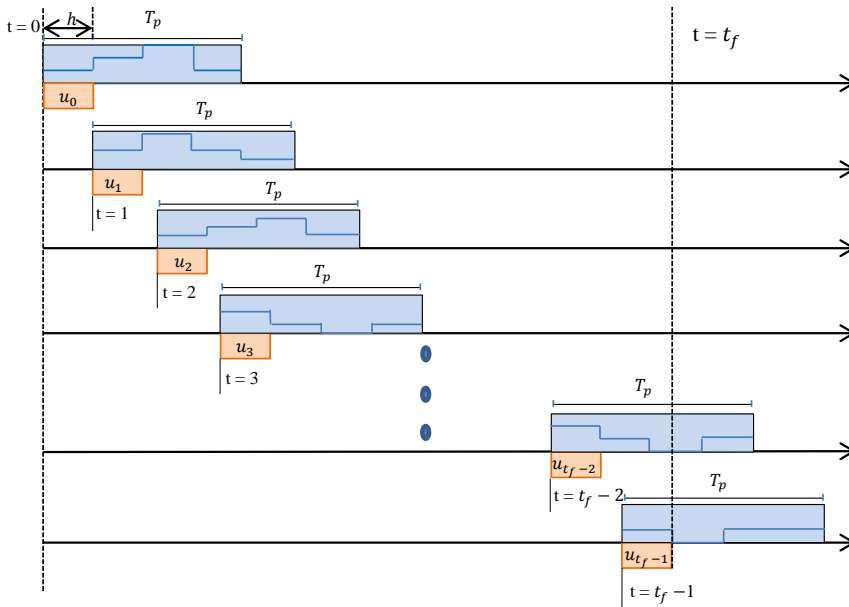 t = 0
h
T_p
t = t_f
u_0
T_p
u_1
t = 1
T_p
u_2
t = 2
T_p
u_3
t = 3
T_p
u_{t_f−2}
t = t_f − 2
T_p
u_{t_f−1}
t = t_f −1